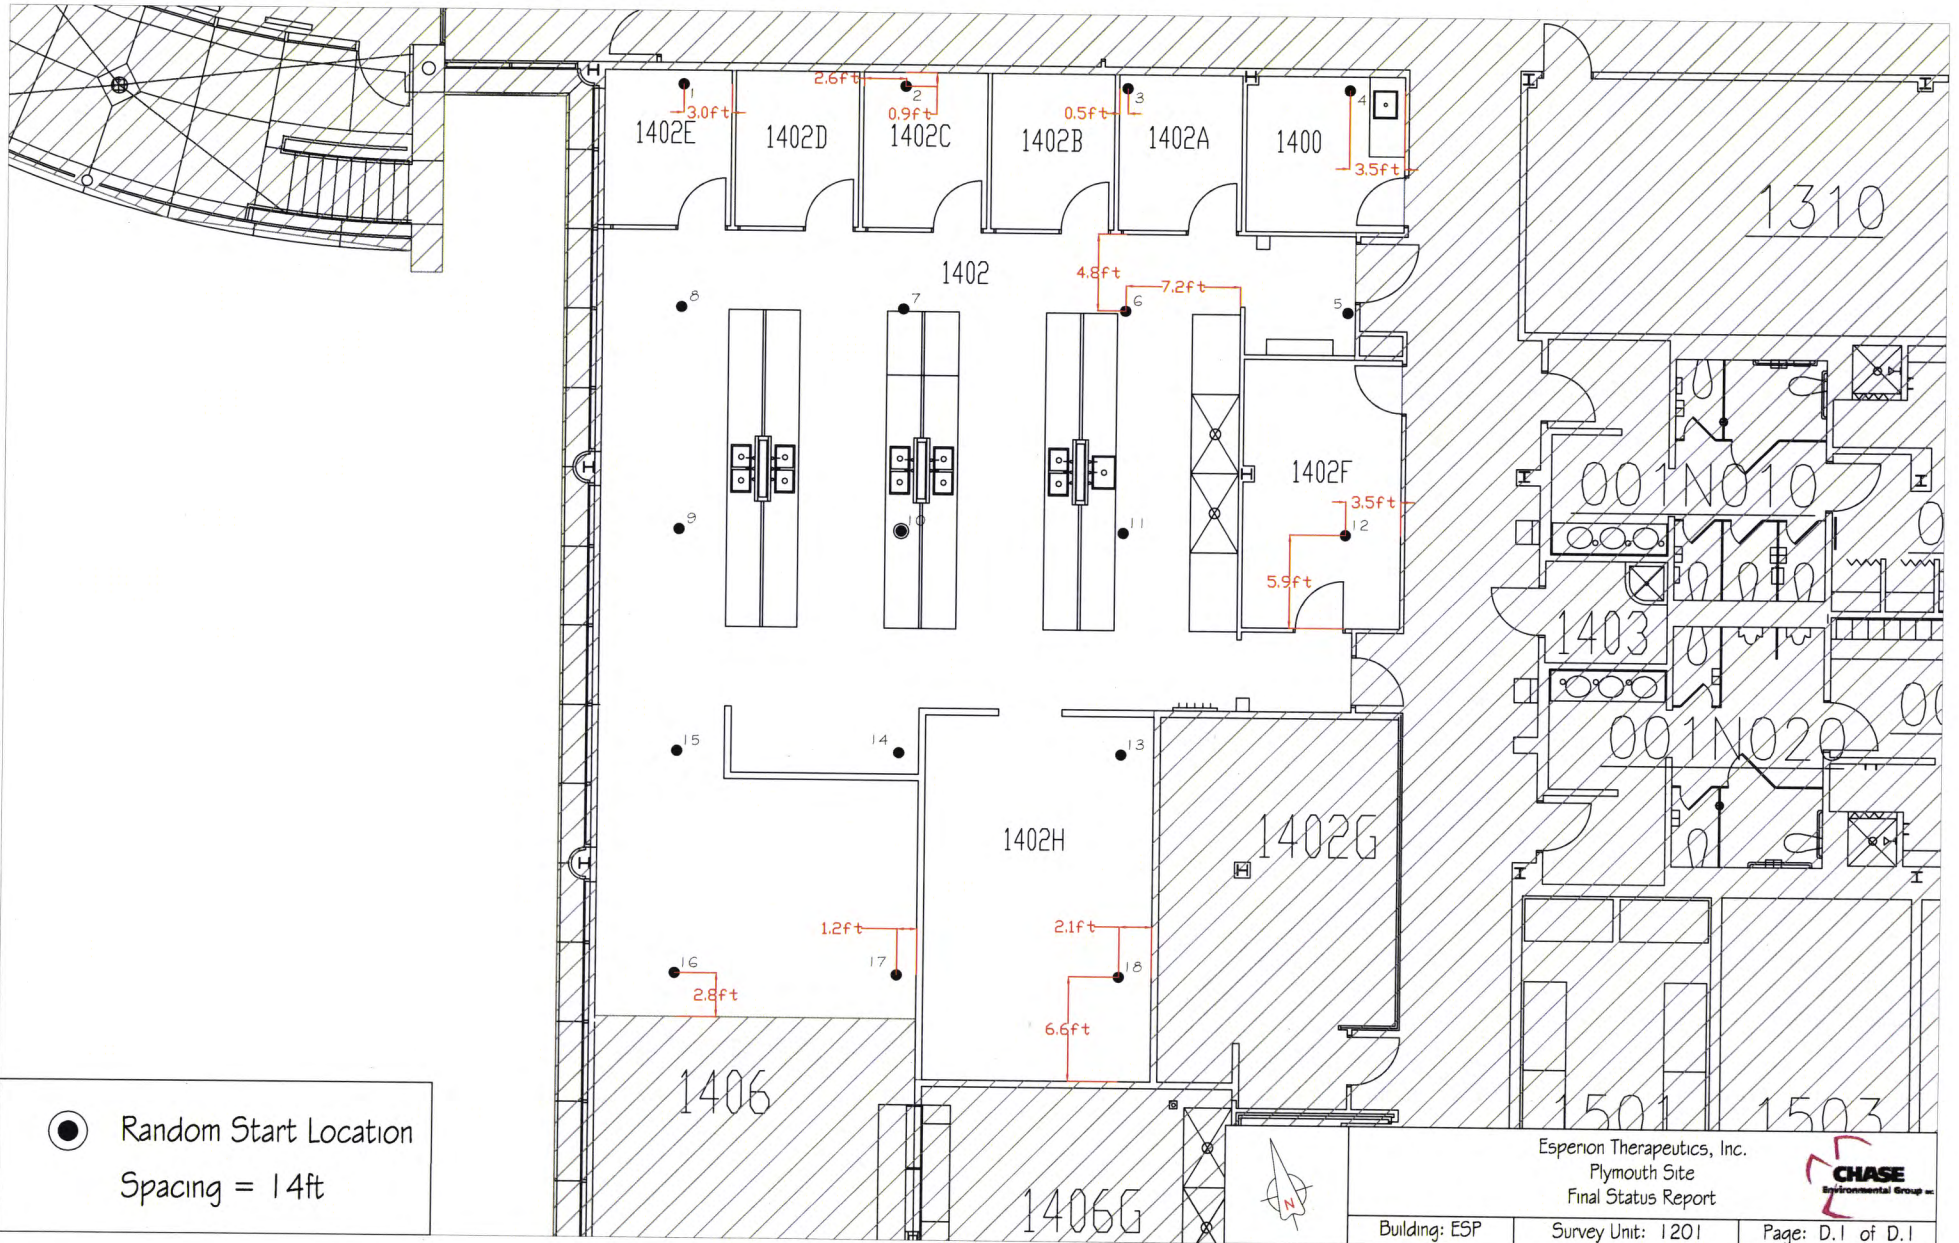 2.6ft
1
2
3
4
3.0ft
0.9ft
0.5ft
3.5ft
1402E
1402D
1402C
1402B
1402A
1400
1310
1402
4.8ft
7.2ft
8
7
6
5
1402F
001N010
3.5ft
9
10
11
12
5.9ft
1403
001N020
15
14
13
1402H
1402G
1.2ft
2.1ft
16
17
18
2.8ft
6.6ft
1406
1501
1503
1406G
Random Start Location
Spacing = 14ft
N
Esperion Therapeutics, Inc.
Plymouth Site
Final Status Report
CHASE
Environmental Group
Building: ESP
Survey Unit: 1201
Page: D.1 of D.1